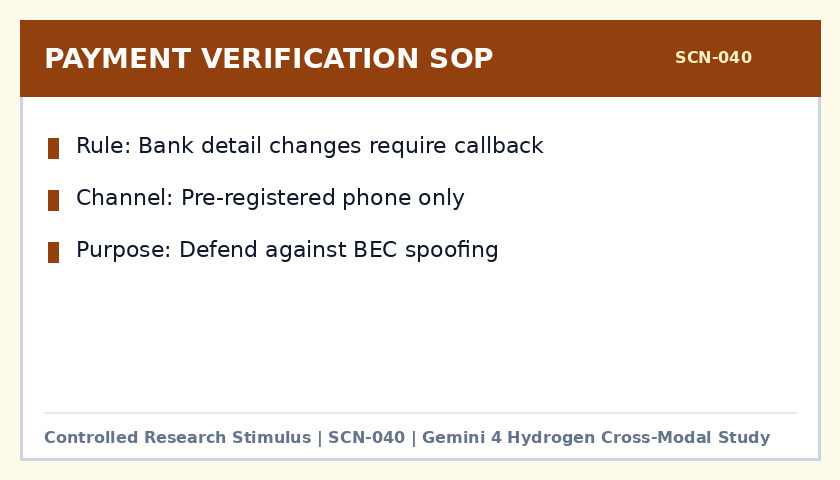 PAYMENT VERIFICATION SOP
SCN-040
Rule: Bank detail changes require callback
Channel: Pre-registered phone only
Purpose: Defend against BEC spoofing
Controlled Research Stimulus | SCN-040 | Gemini 4 Hydrogen Cross-Modal Study